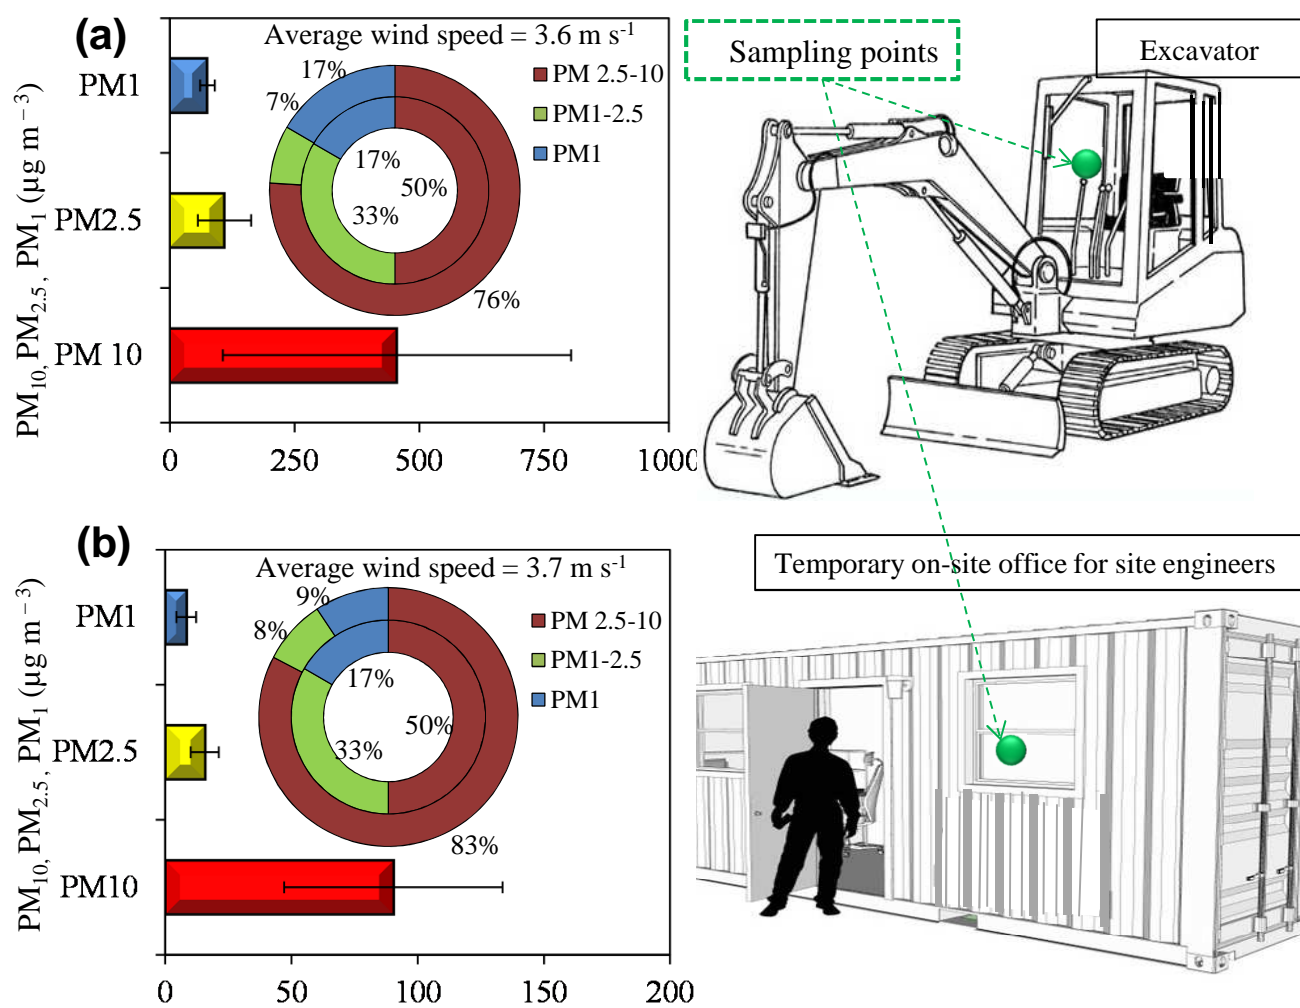 (a)
Average wind speed = 3.6 m s⁻¹
PM₁₀, PM₂.₅, PM₁ (µg m⁻³)
PM1
PM2.5
PM 10
17%
7%
76%
17%
33%
50%
PM 2.5-10
PM1-2.5
PM1
0 250 500 750 1000
Sampling points
Excavator
(b)
Average wind speed = 3.7 m s⁻¹
PM₁₀, PM₂.₅, PM₁ (µg m⁻³)
PM1
PM2.5
PM10
9%
8%
83%
17%
33%
50%
PM 2.5-10
PM1-2.5
PM1
0 50 100 150 200
Temporary on-site office for site engineers